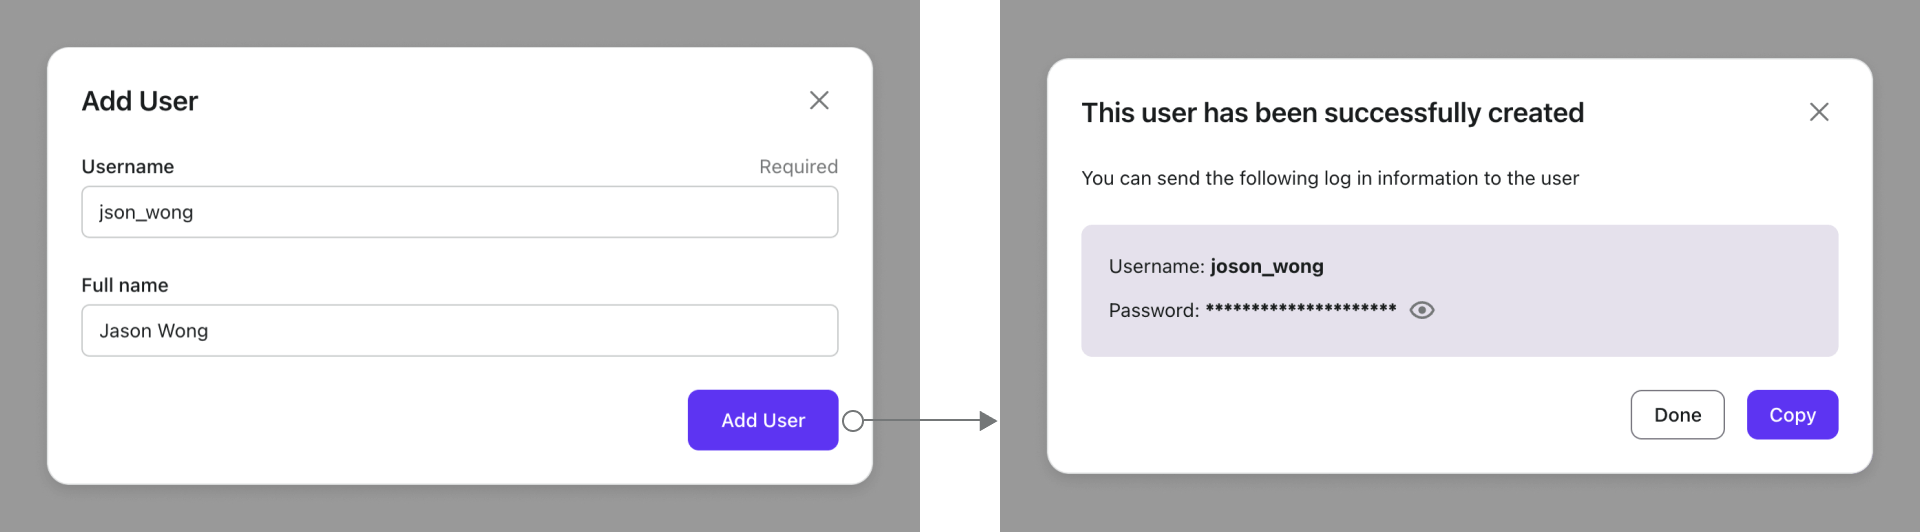 Add User
Username Required
json_wong
Full name
Jason Wong
Add User
This user has been successfully created
You can send the following log in information to the user
Username: joson_wong
Password: *********************
Done Copy